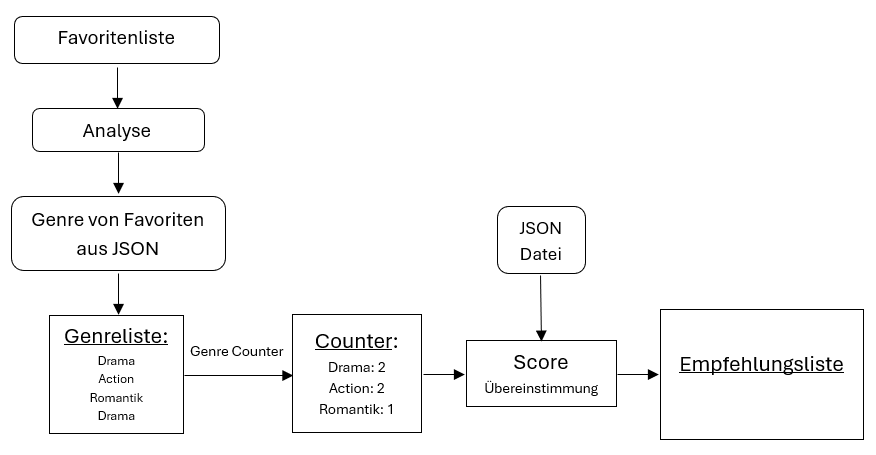 Favoritenliste
Analyse
Genre von Favoriten
aus JSON
Genreliste:
Drama
Action
Romantik
Drama
Genre Counter
Counter:
Drama: 2
Action: 2
Romantik: 1
JSON
Datei
Score
Übereinstimmung
Empfehlungsliste